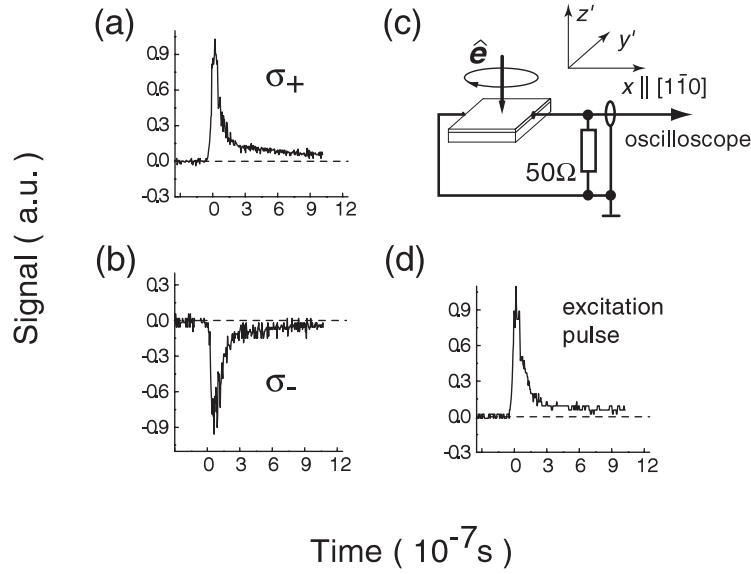 (a)
0.9
0.6
0.3
0.0
-0.3
0 3 6 9 12
σ+
(c)
ê
z'
y'
x ∥ [11̄0]
oscilloscope
50Ω
Signal ( a.u. )
(b)
0.3
0.0
-0.3
-0.6
-0.9
0 3 6 9 12
σ-
(d)
0.9
0.6
0.3
0.0
-0.3
0 3 6 9 12
excitation
pulse
Time ( 10⁻⁷s )